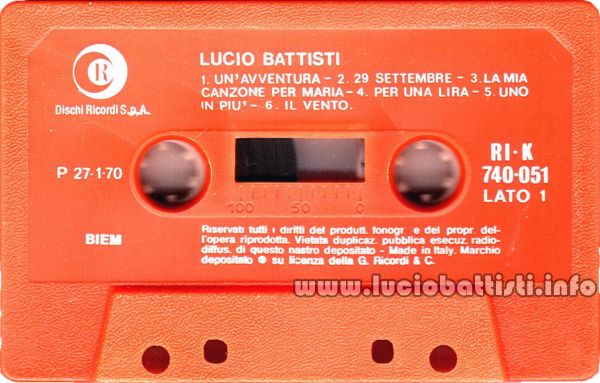 LUCIO BATTISTI
1. UN'AVVENTURA - 2. 29 SETTEMBRE - 3. LA MIA
CANZONE PER MARIA - 4. PER UNA LIRA - 5. UNO
IN PIU' - 6. IL VENTO.
CR
Dischi Ricordi S.p.A.
P 27-1-70
RI-K
740-051
LATO 1
100 50 0
BIEM
Riservati tutti i diritti del produtt. fonogr. e del propr. del-
l'opera riprodotta. Vietata duplicaz. pubblica esecuz. radio-
diffus. di questo nastro depositato - Made in Italy. Marchio
depositato ® su licenza della G. Ricordi & C.
www.luciobattisti.info